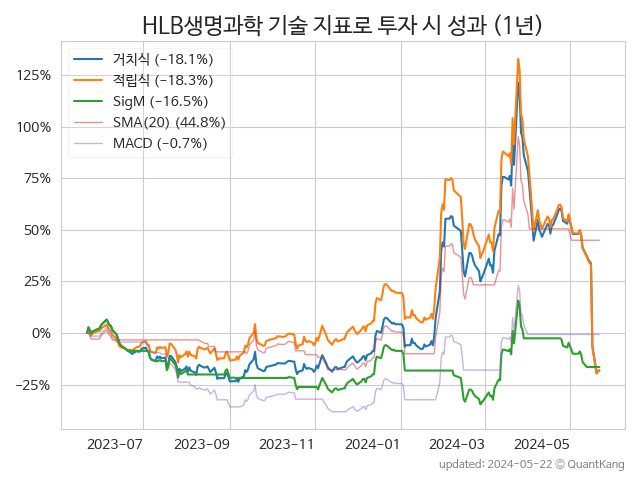 HLB생명과학 기술 지표로 투자 시 성과 (1년)
거치식 (−18.1%)
적립식 (−18.3%)
SigM (−16.5%)
SMA(20) (44.8%)
MACD (−0.7%)
125%
100%
75%
50%
25%
0%
−25%
2023−07 2023−09 2023−11 2024−01 2024−03 2024−05
updated: 2024-05-22 © QuantKang